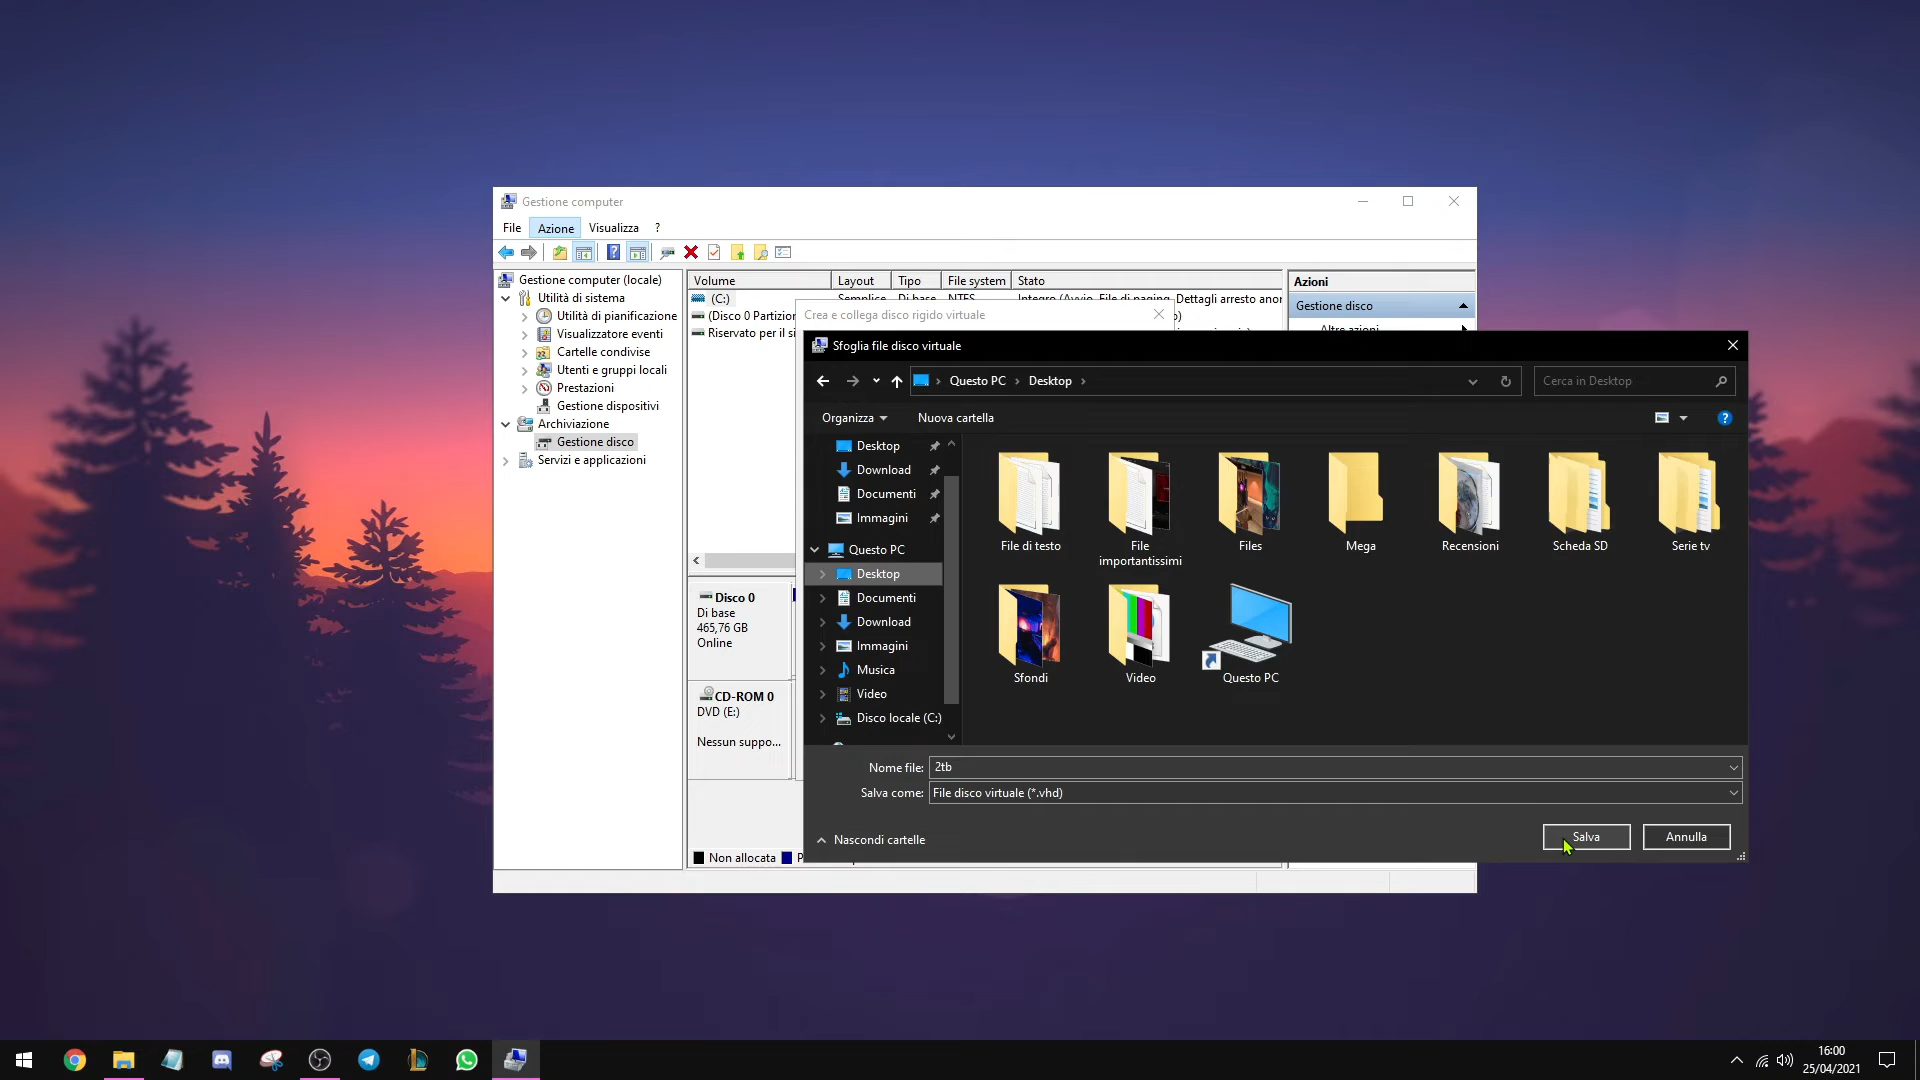 Gestione computer
File Azione Visualizza ?
Gestione computer (locale)
Utilità di sistema
Utilità di pianificazione
Visualizzatore eventi
Cartelle condivise
Utenti e gruppi locali
Prestazioni
Gestione dispositivi
Archiviazione
Gestione disco
Servizi e applicazioni
Volume Layout Tipo File system Stato
(C:) Semplice Di base NTFS Integro (Avvio, File di paging, Dettagli arresto anor
(Disco 0 Partizior
Riservato per il si
Azioni
Gestione disco
Altre azioni
Crea e collega disco rigido virtuale
Disco 0
Di base
465,76 GB
Online
CD-ROM 0
DVD (E:)
Nessun suppo...
Non allocata P
Sfoglia file disco virtuale
Questo PC Desktop
Cerca in Desktop
Organizza Nuova cartella
Desktop
Download
Documenti
Immagini
Questo PC
Desktop
Documenti
Download
Immagini
Musica
Video
Disco locale (C:)
File di testo
File importantissimi
Files
Mega
Recensioni
Scheda SD
Serie tv
Sfondi
Video
Questo PC
Nome file: 2tb
Salva come: File disco virtuale (*.vhd)
Nascondi cartelle
Salva
Annulla
16:00
25/04/2021